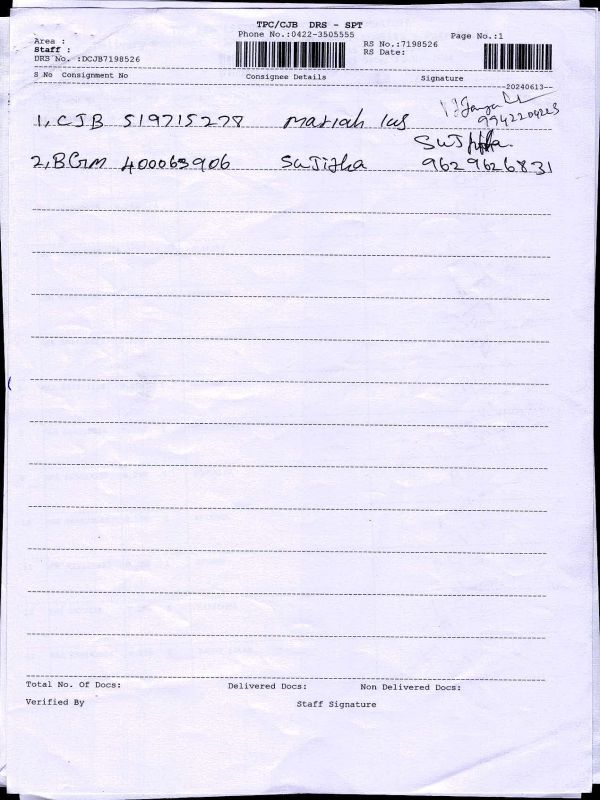 TPC/CJB DRS - SPT
Phone No.:0422-3505555
Page No.:1
Area :
Staff :
RS No.:7198526
RS Date:
DRS No. :DCJB7198526
S No Consignment No Consignee Details Signature
--20240613--
1, CJB 519715278 mariah 9942204223
Sujitha
2, BGM 400063906 Sujitha 9629626831
Total No. Of Docs: Delivered Docs: Non Delivered Docs:
Verified By Staff Signature